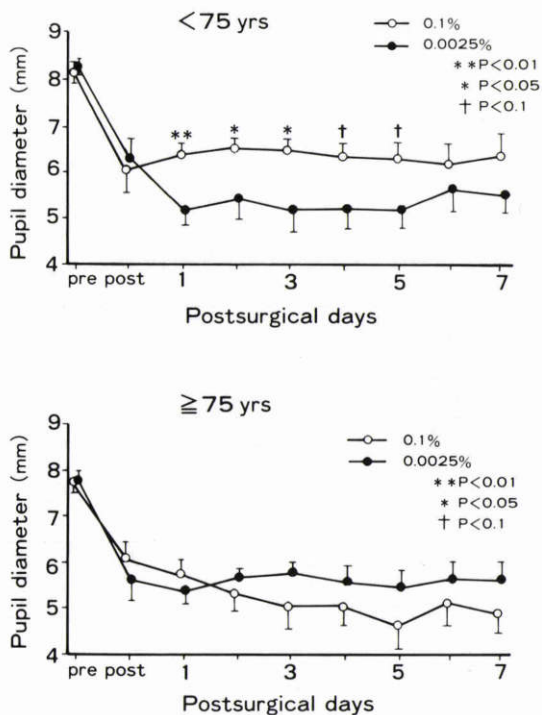 <75 yrs
0.1%
0.0025%
**P<0.01
* P<0.05
† P<0.1
Pupil diameter (mm)
9
8
7
6
5
4
** * * † †
pre post 1 3 5 7
Postsurgical days
≧75 yrs
0.1%
0.0025%
**P<0.01
* P<0.05
† P<0.1
Pupil diameter (mm)
9
8
7
6
5
4
pre post 1 3 5 7
Postsurgical days